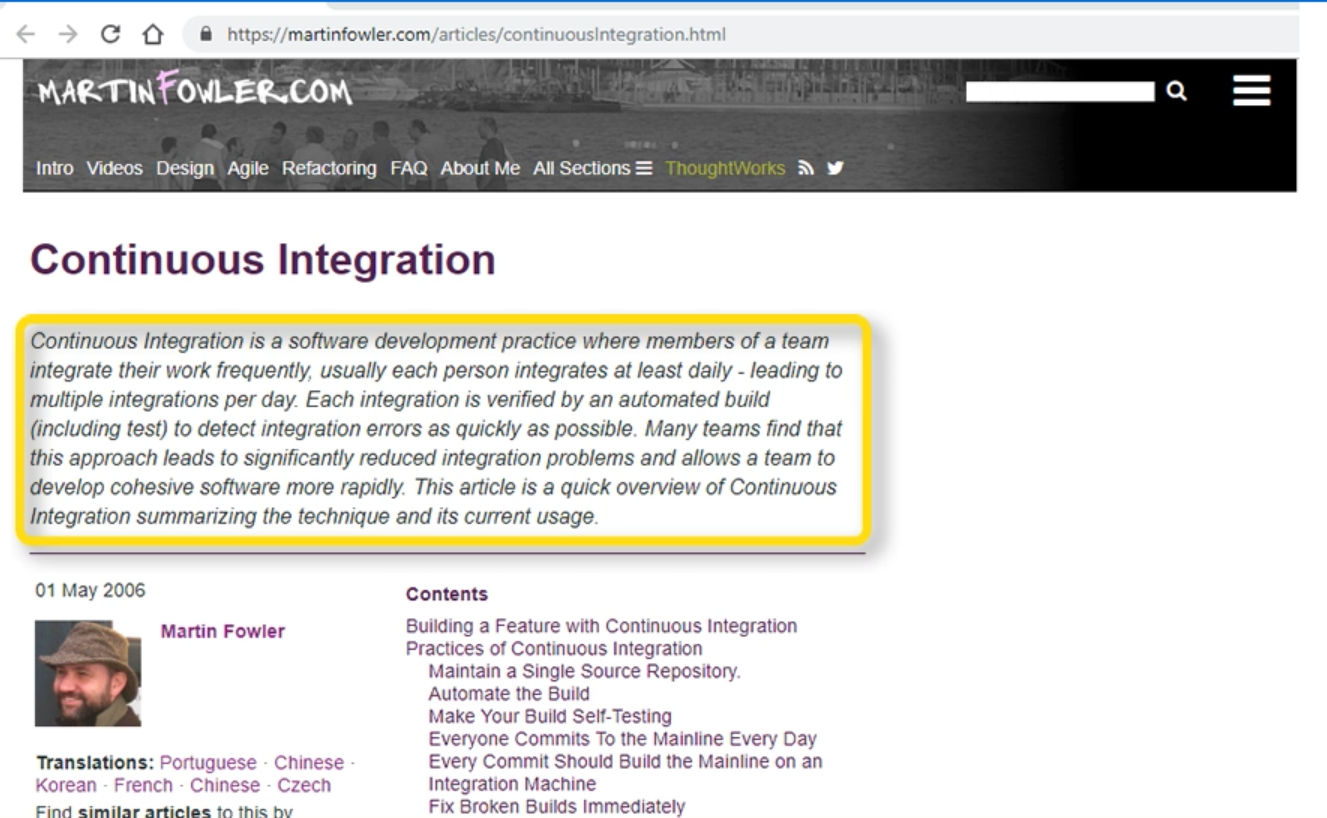 https://martinfowler.com/articles/continuousIntegration.html
MARTINFOWLER.COM
Intro Videos Design Agile Refactoring FAQ About Me All Sections ThoughtWorks
Continuous Integration
Continuous Integration is a software development practice where members of a team
integrate their work frequently, usually each person integrates at least daily - leading to
multiple integrations per day. Each integration is verified by an automated build
(including test) to detect integration errors as quickly as possible. Many teams find that
this approach leads to significantly reduced integration problems and allows a team to
develop cohesive software more rapidly. This article is a quick overview of Continuous
Integration summarizing the technique and its current usage.
01 May 2006
Martin Fowler
Translations: Portuguese · Chinese ·
Korean · French · Chinese · Czech
Find similar articles to this by
Contents
Building a Feature with Continuous Integration
Practices of Continuous Integration
Maintain a Single Source Repository.
Automate the Build
Make Your Build Self-Testing
Everyone Commits To the Mainline Every Day
Every Commit Should Build the Mainline on an
Integration Machine
Fix Broken Builds Immediately